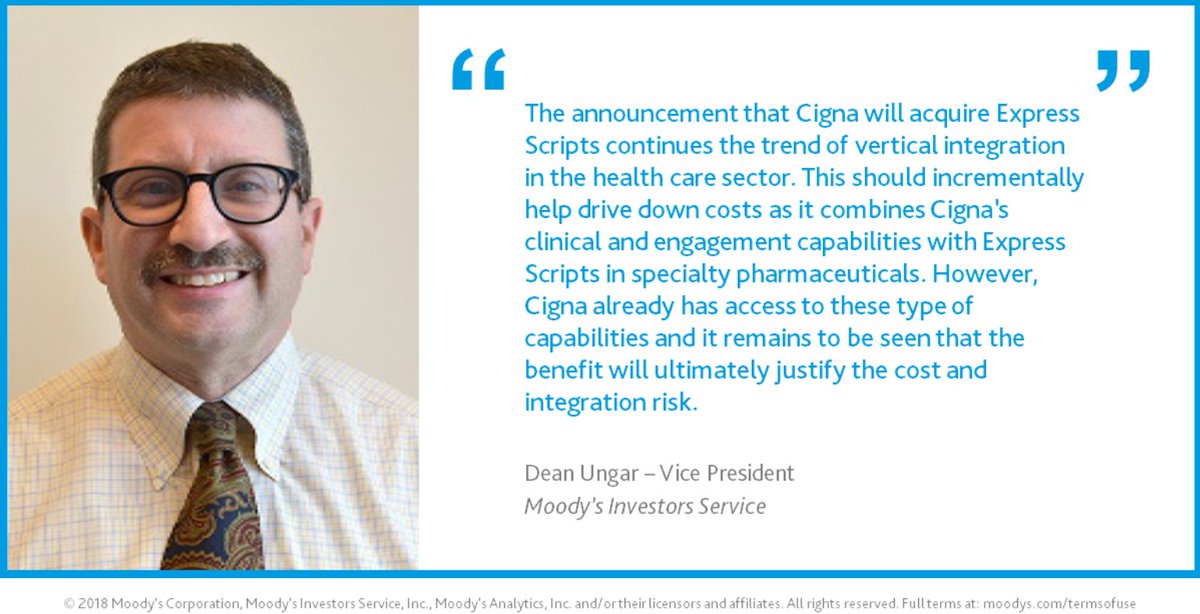 “ ”
The announcement that Cigna will acquire Express
Scripts continues the trend of vertical integration
in the health care sector. This should incrementally
help drive down costs as it combines Cigna's
clinical and engagement capabilities with Express
Scripts in specialty pharmaceuticals. However,
Cigna already has access to these type of
capabilities and it remains to be seen that the
benefit will ultimately justify the cost and
integration risk.
Dean Ungar – Vice President
Moody's Investors Service
© 2018 Moody's Corporation, Moody's Investors Service, Inc., Moody's Analytics, Inc. and/or their licensors and affiliates. All rights reserved. Full terms at: moodys.com/termsofuse